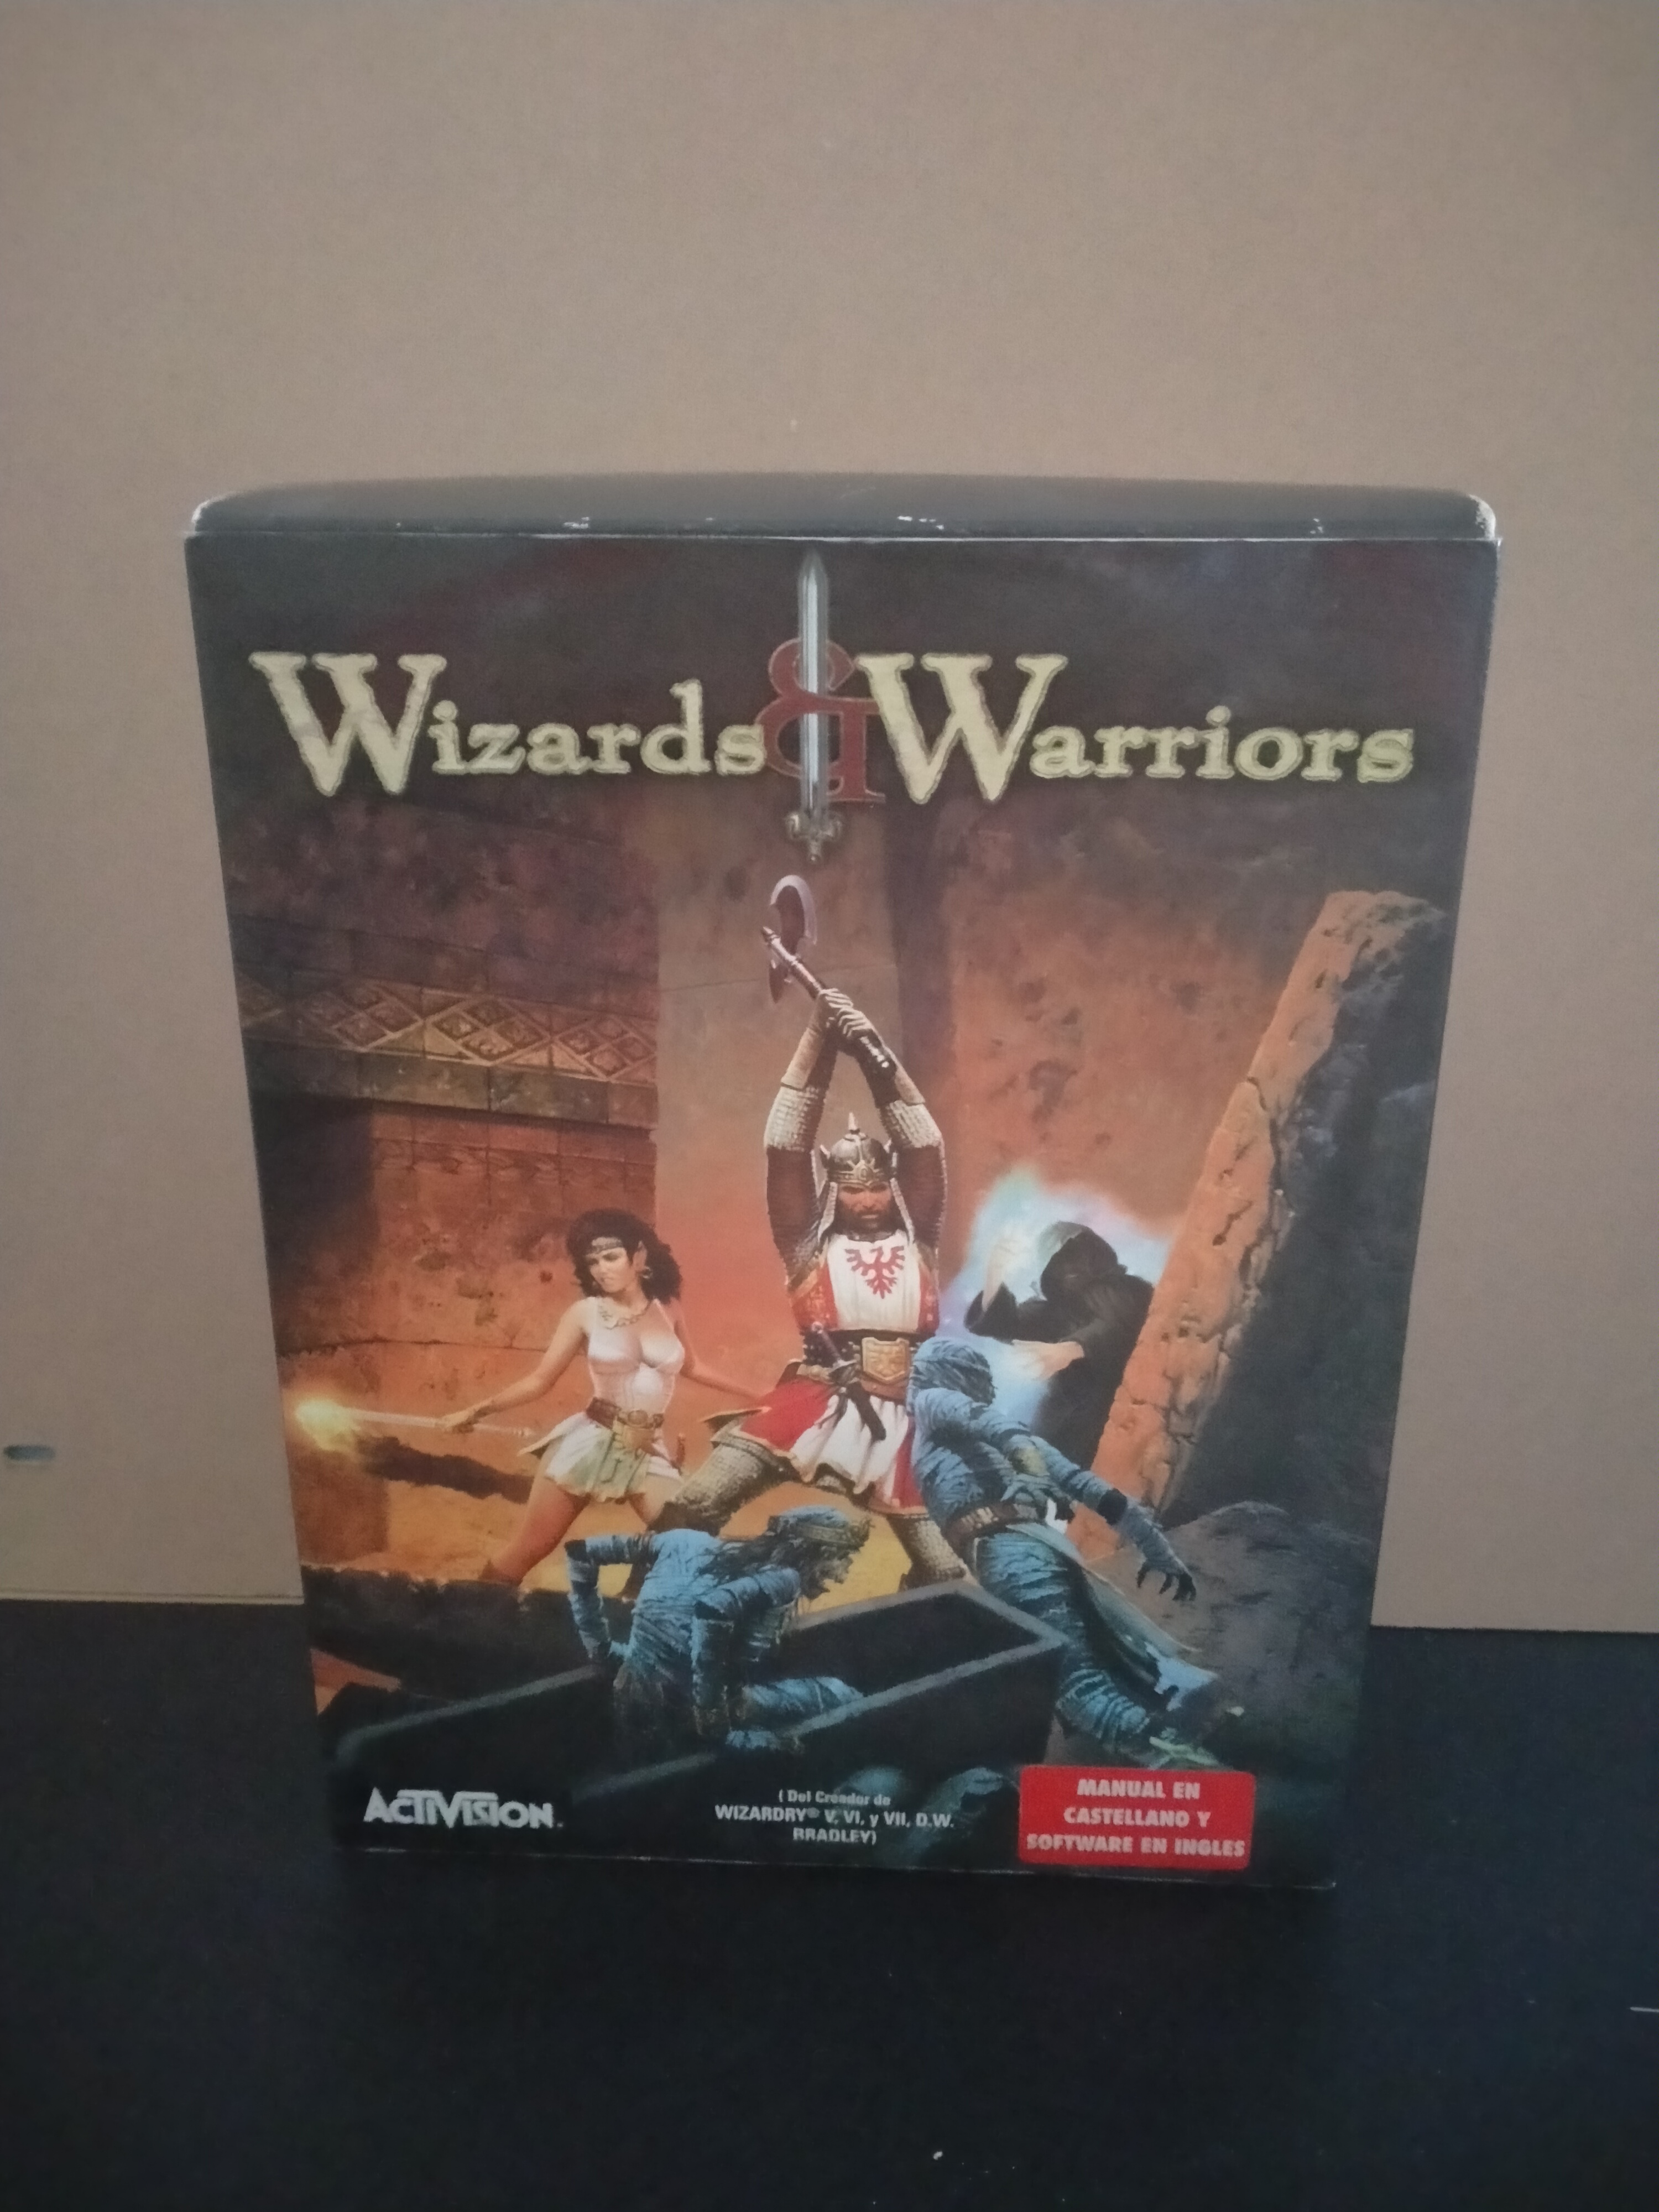 Wizards & Warriors
ACTIVISION.
(Del Creador de
WIZARDRY® V, VI, y VII, D.W.
BRADLEY)
MANUAL EN
CASTELLANO Y
SOFTWARE EN INGLES